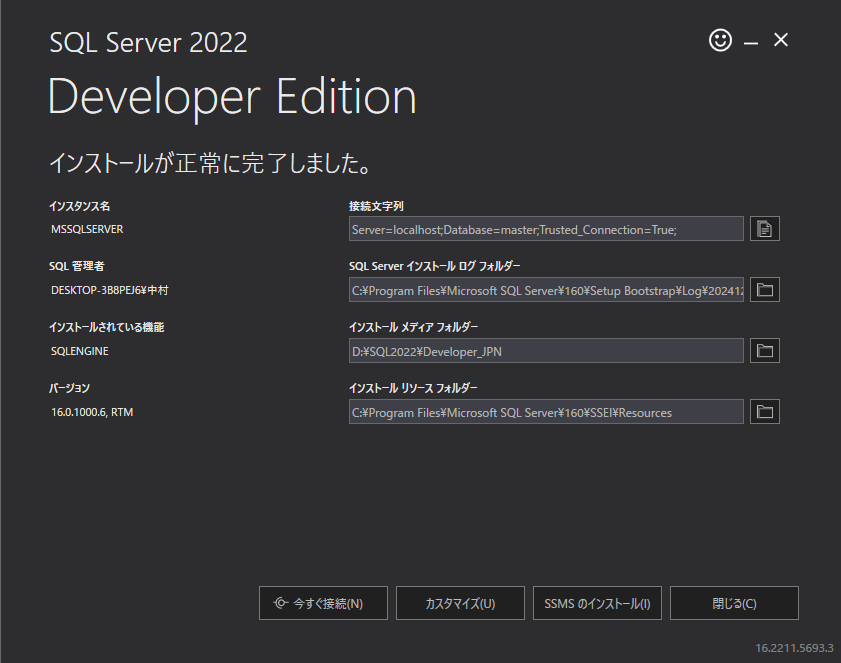 SQL Server 2022
Developer Edition
インストールが正常に完了しました。
インスタンス名
MSSQLSERVER
接続文字列
Server=localhost;Database=master;Trusted_Connection=True;
SQL 管理者
DESKTOP-3B8PEJ6¥中村
SQL Server インストール ログ フォルダー
C:¥Program Files¥Microsoft SQL Server¥160¥Setup Bootstrap¥Log¥202412
インストールされている機能
SQLENGINE
インストール メディア フォルダー
D:¥SQL2022¥Developer_JPN
バージョン
16.0.1000.6, RTM
インストール リソース フォルダー
C:¥Program Files¥Microsoft SQL Server¥160¥SSEI¥Resources
今すぐ接続(N)
カスタマイズ(U)
SSMS のインストール(I)
閉じる(C)
16.2211.5693.3